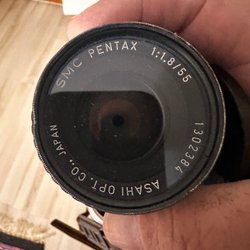 SMC PENTAX 1:1.8/55
1302384
ASAHI OPT. CO., JAPAN